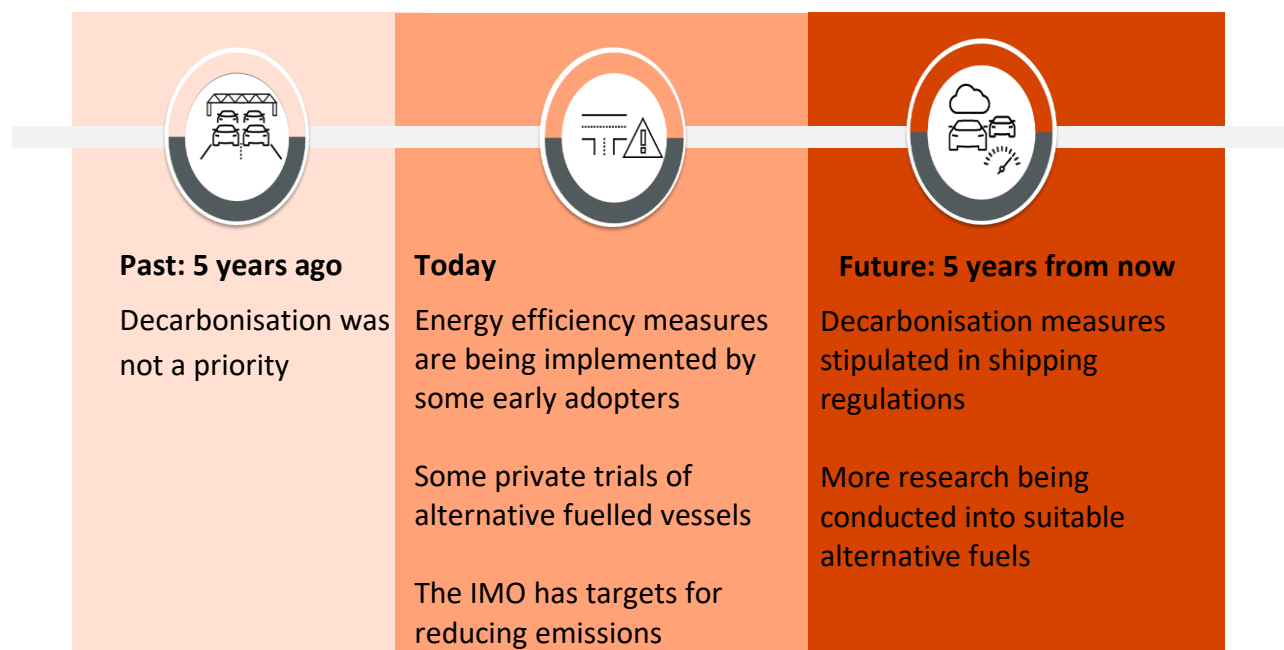 Past: 5 years ago
Decarbonisation was
not a priority
Today
Energy efficiency measures
are being implemented by
some early adopters
Some private trials of
alternative fuelled vessels
The IMO has targets for
reducing emissions
Future: 5 years from now
Decarbonisation measures
stipulated in shipping
regulations
More research being
conducted into suitable
alternative fuels